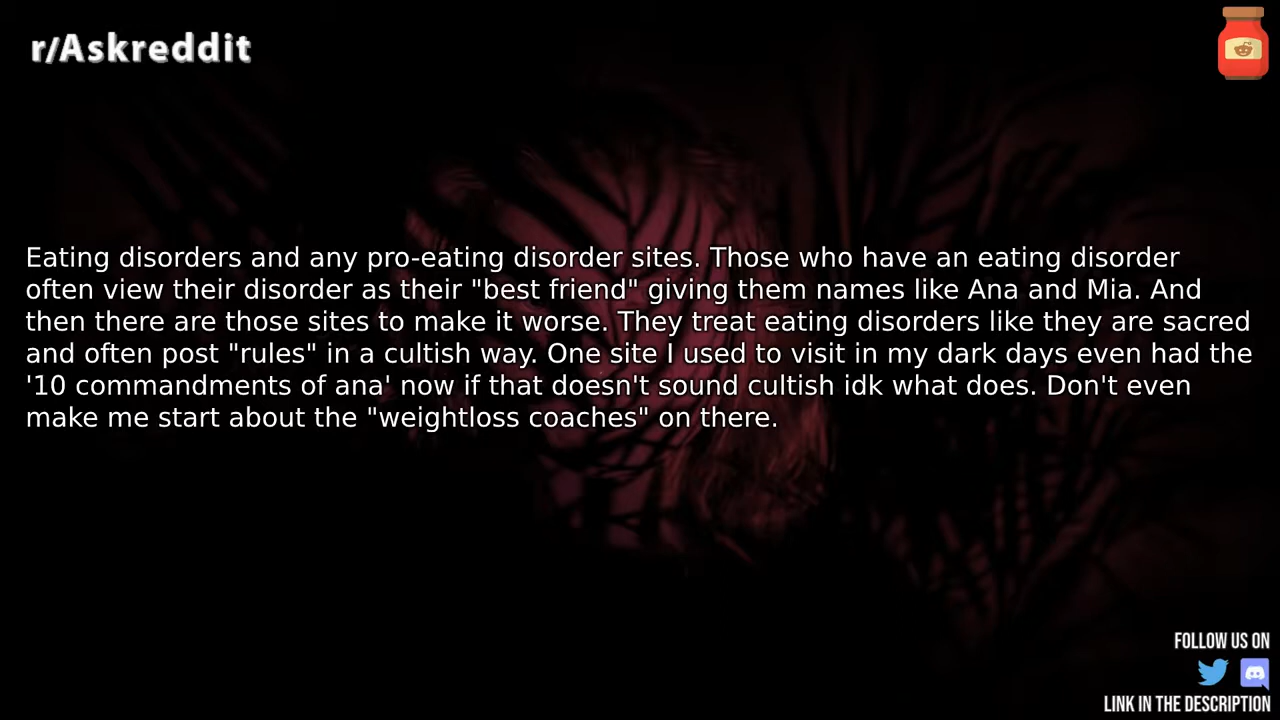 r/Askreddit
Eating disorders and any pro-eating disorder sites. Those who have an eating disorder
often view their disorder as their "best friend" giving them names like Ana and Mia. And
then there are those sites to make it worse. They treat eating disorders like they are sacred
and often post "rules" in a cultish way. One site I used to visit in my dark days even had the
'10 commandments of ana' now if that doesn't sound cultish idk what does. Don't even
make me start about the "weightloss coaches" on there.
FOLLOW US ON
LINK IN THE DESCRIPTION